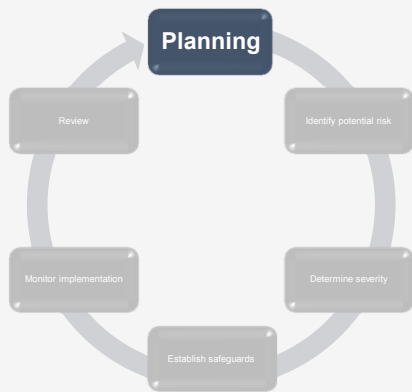 Planning
Identify potential risk
Determine severity
Establish safeguards
Monitor implementation
Review